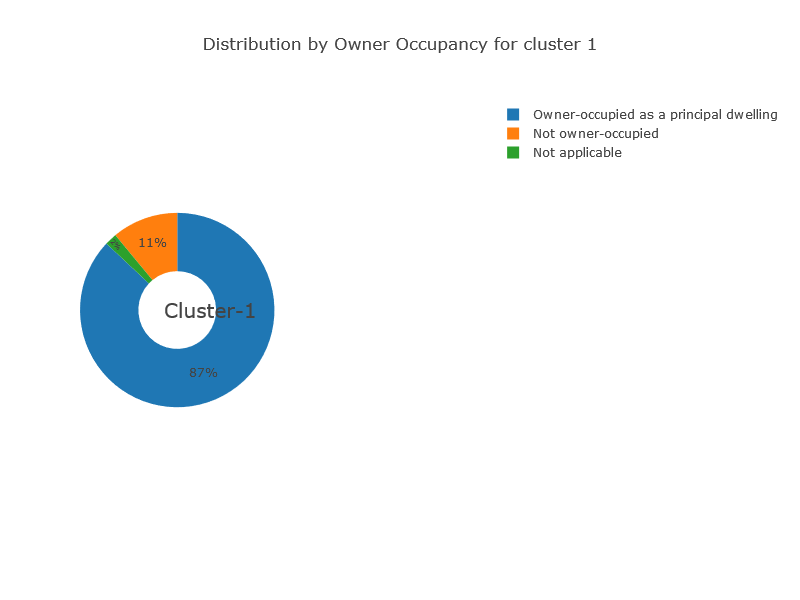 Distribution by Owner Occupancy for cluster 1
Owner-occupied as a principal dwelling
Not owner-occupied
Not applicable
2%
11%
Cluster-1
87%